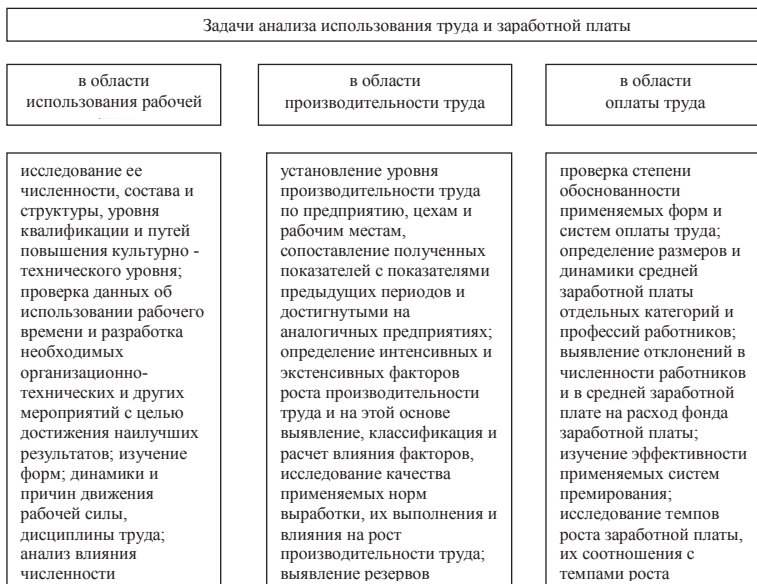 Задачи анализа использования труда и заработной платы
в области
использования рабочей
в области
производительности труда
в области
оплаты труда
исследование ее
численности, состава и
структуры, уровня
квалификации и путей
повышения культурно -
технического уровня;
проверка данных об
использовании рабочего
времени и разработка
необходимых
организационно-
технических и других
мероприятий с целью
достижения наилучших
результатов; изучение
форм; динамики и
причин движения
рабочей силы,
дисциплины труда;
анализ влияния
численности
установление уровня
производительности труда
по предприятию, цехам и
рабочим местам,
сопоставление полученных
показателей с показателями
предыдущих периодов и
достигнутыми на
аналогичных предприятиях;
определение интенсивных и
экстенсивных факторов
роста производительности
труда и на этой основе
выявление, классификация и
расчет влияния факторов,
исследование качества
применяемых норм
выработки, их выполнения и
влияния на рост
производительности труда;
выявление резервов
проверка степени
обоснованности
применяемых форм и
систем оплаты труда;
определение размеров и
динамики средней
заработной платы
отдельных категорий и
профессий работников;
выявление отклонений в
численности работников
и в средней заработной
плате на расход фонда
заработной платы;
изучение эффективности
применяемых систем
премирования;
исследование темпов
роста заработной платы,
их соотношения с
темпами роста